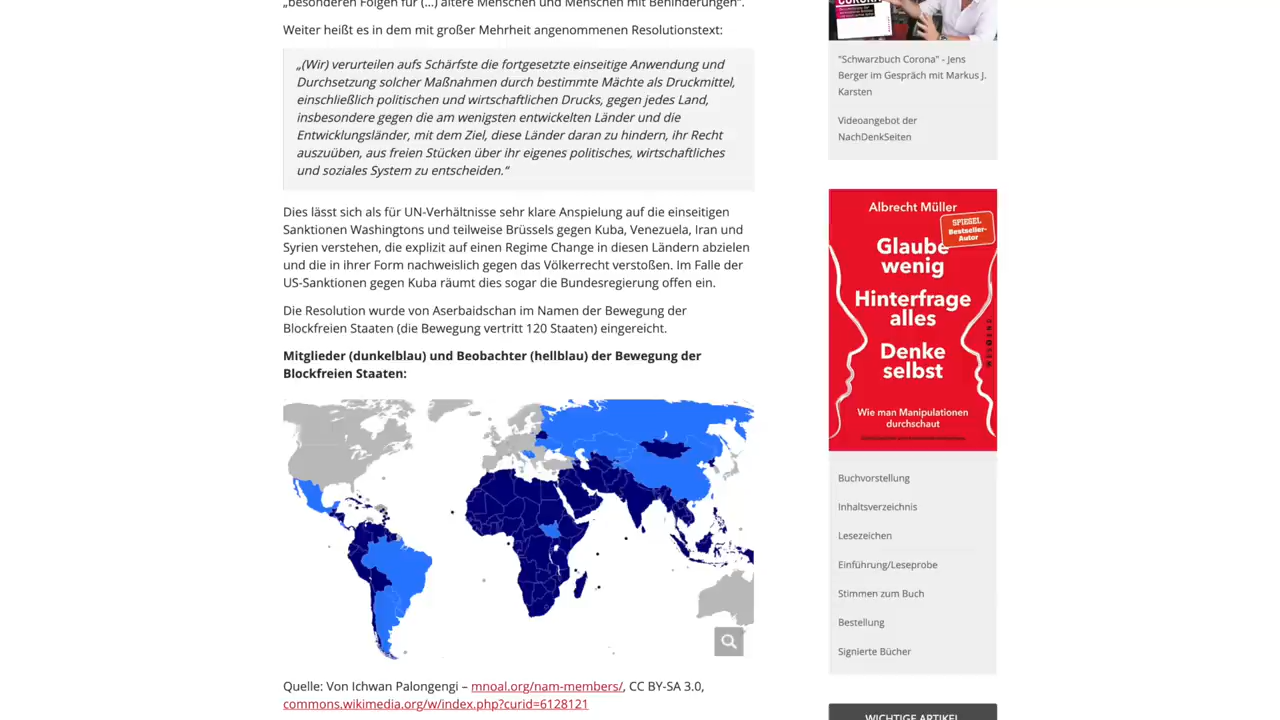 „besonderen Folgen für (...) ältere Menschen und Menschen mit Behinderungen“.
Weiter heißt es in dem mit großer Mehrheit angenommenen Resolutionstext:
„(Wir) verurteilen aufs Schärfste die fortgesetzte einseitige Anwendung und
Durchsetzung solcher Maßnahmen durch bestimmte Mächte als Druckmittel,
einschließlich politischen und wirtschaftlichen Drucks, gegen jedes Land,
insbesondere gegen die am wenigsten entwickelten Länder und die
Entwicklungsländer, mit dem Ziel, diese Länder daran zu hindern, ihr Recht
auszuüben, aus freien Stücken über ihr eigenes politisches, wirtschaftliches
und soziales System zu entscheiden.“
Dies lässt sich als für UN-Verhältnisse sehr klare Anspielung auf die einseitigen
Sanktionen Washingtons und teilweise Brüssels gegen Kuba, Venezuela, Iran und
Syrien verstehen, die explizit auf einen Regime Change in diesen Ländern abzielen
und die in ihrer Form nachweislich gegen das Völkerrecht verstoßen. Im Falle der
US-Sanktionen gegen Kuba räumt dies sogar die Bundesregierung offen ein.
Die Resolution wurde von Aserbaidschan im Namen der Bewegung der
Blockfreien Staaten (die Bewegung vertritt 120 Staaten) eingereicht.
Mitglieder (dunkelblau) und Beobachter (hellblau) der Bewegung der
Blockfreien Staaten:
Quelle: Von Ichwan Palongengi – mnoal.org/nam-members/, CC BY-SA 3.0,
commons.wikimedia.org/w/index.php?curid=6128121
"Schwarzbuch Corona" - Jens
Berger im Gespräch mit Markus J.
Karsten
Videoangebot der
NachDenkSeiten
Albrecht Müller
SPIEGEL
Bestseller-
Autor
Glaube
wenig
Hinterfrage
alles
Denke
selbst
WESTEND
Wie man Manipulationen
durchschaut
Buchvorstellung
Inhaltsverzeichnis
Lesezeichen
Einführung/Leseprobe
Stimmen zum Buch
Bestellung
Signierte Bücher
WICHTIGE ARTIKEL